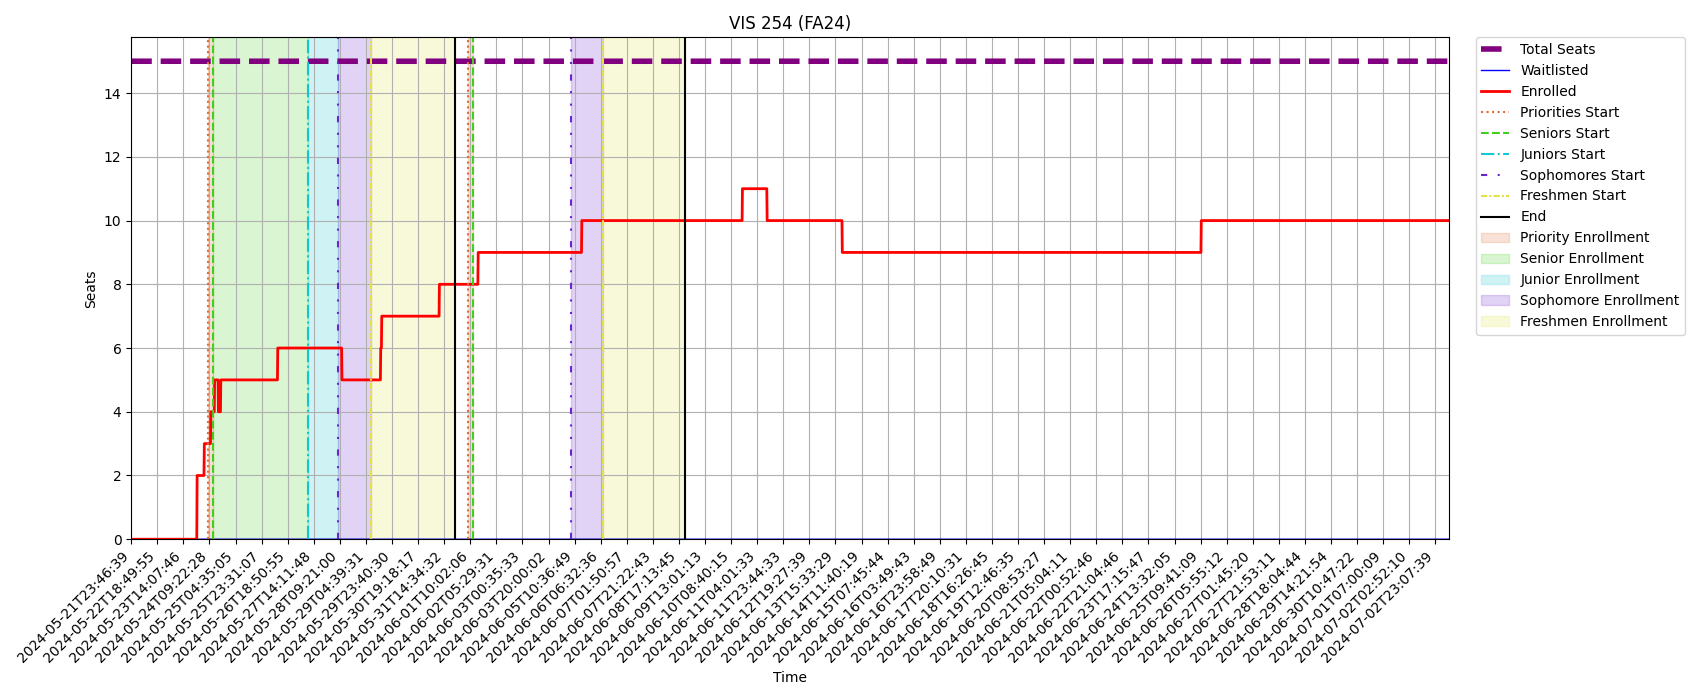 VIS 254 (FA24)
Total Seats
Waitlisted
Enrolled
Priorities Start
Seniors Start
Juniors Start
Sophomores Start
Freshmen Start
End
Priority Enrollment
Senior Enrollment
Junior Enrollment
Sophomore Enrollment
Freshmen Enrollment
Seats
14
12
10
8
6
4
2
0
2024-05-21T23:46:39
2024-05-22T18:49:55
2024-05-23T14:07:46
2024-05-24T09:22:28
2024-05-25T04:35:05
2024-05-25T23:31:07
2024-05-26T18:50:55
2024-05-27T14:11:48
2024-05-28T09:21:00
2024-05-29T04:39:31
2024-05-29T23:40:30
2024-05-30T19:18:17
2024-05-31T14:34:32
2024-06-01T10:02:06
2024-06-02T05:29:31
2024-06-03T00:35:33
2024-06-03T20:00:02
2024-06-05T10:36:49
2024-06-06T06:32:36
2024-06-07T01:50:57
2024-06-07T21:22:43
2024-06-08T17:13:45
2024-06-09T13:01:13
2024-06-10T08:40:15
2024-06-11T04:01:33
2024-06-11T23:44:33
2024-06-12T19:27:39
2024-06-13T15:33:29
2024-06-14T11:40:19
2024-06-15T07:45:44
2024-06-16T03:49:43
2024-06-16T23:58:49
2024-06-17T20:10:31
2024-06-18T16:26:45
2024-06-19T12:46:35
2024-06-20T08:53:27
2024-06-21T05:04:11
2024-06-22T00:52:46
2024-06-22T21:04:46
2024-06-23T17:15:47
2024-06-24T13:32:05
2024-06-25T09:41:09
2024-06-26T05:55:12
2024-06-27T01:45:20
2024-06-27T21:53:11
2024-06-28T18:04:44
2024-06-29T14:21:54
2024-06-30T10:47:22
2024-07-01T07:00:09
2024-07-02T02:52:10
2024-07-02T23:07:39
Time